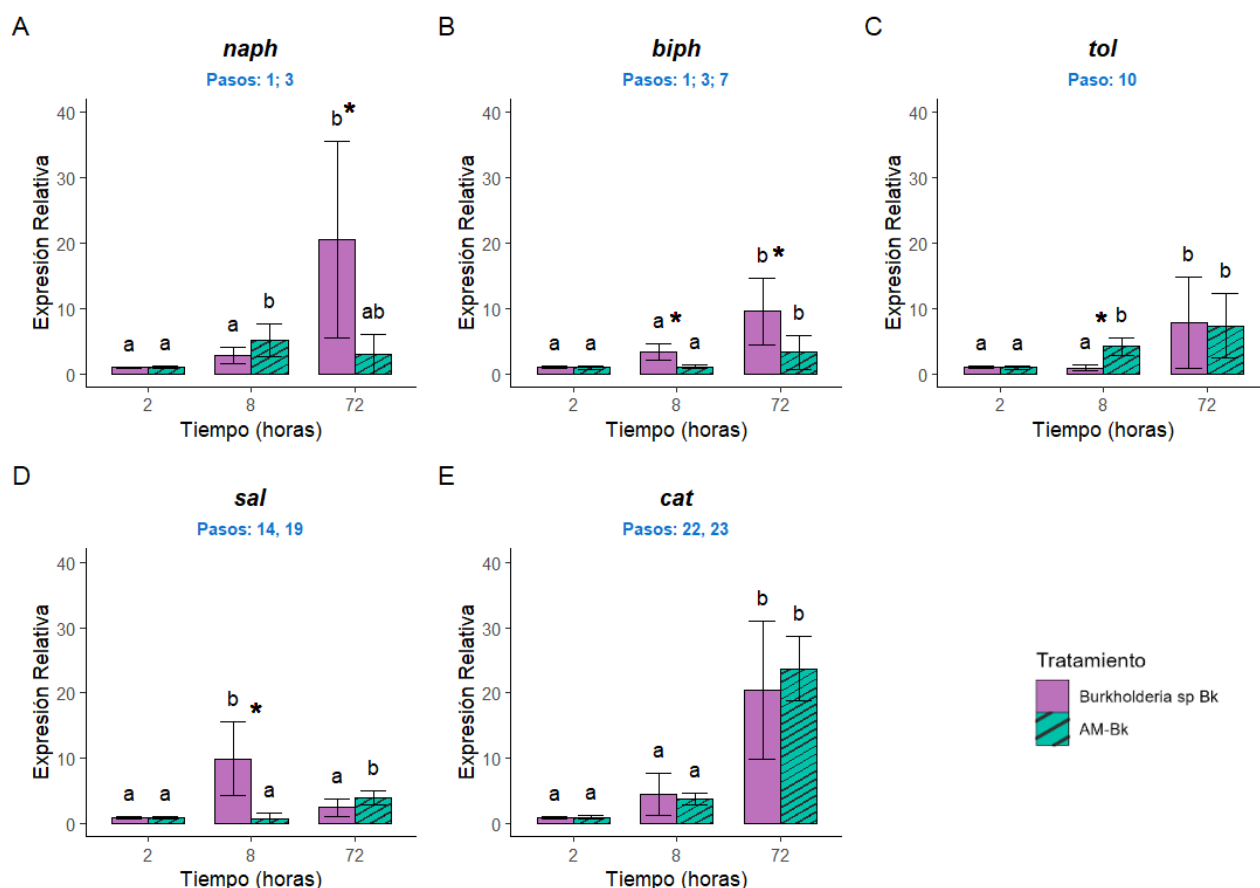 A
naph
Pasos: 1; 3
Expresión Relativa
40
30
20
10
0
a
a
a
b
b*
ab
2
8
72
Tiempo (horas)
B
biph
Pasos: 1; 3; 7
Expresión Relativa
40
30
20
10
0
a
a
a *
a
b *
b
2
8
72
Tiempo (horas)
C
tol
Paso: 10
Expresión Relativa
40
30
20
10
0
a
a
a
* b
b
b
2
8
72
Tiempo (horas)
D
sal
Pasos: 14, 19
Expresión Relativa
40
30
20
10
0
a
a
b *
a
a
b
2
8
72
Tiempo (horas)
E
cat
Pasos: 22, 23
Expresión Relativa
40
30
20
10
0
a
a
a
a
b
b
2
8
72
Tiempo (horas)
Tratamiento
Burkholderia sp Bk
AM-Bk